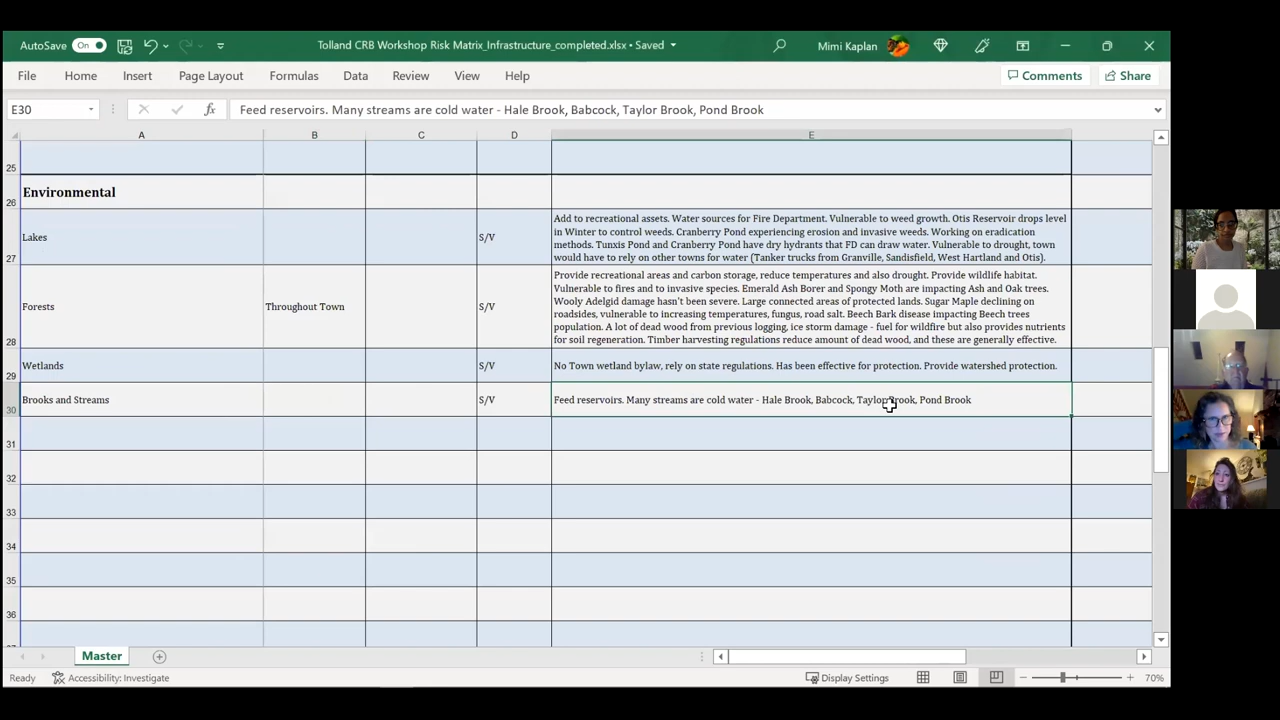 AutoSave On Tolland CRB Workshop Risk Matrix_Infrastructure_completed.xlsx • Saved Mimi Kaplan
File Home Insert Page Layout Formulas Data Review View Help Comments Share
E30 fx Feed reservoirs. Many streams are cold water - Hale Brook, Babcock, Taylor Brook, Pond Brook
A B C D E
25
26 Environmental
27 Lakes S/V
Add to recreational assets. Water sources for Fire Department. Vulnerable to weed growth. Otis Reservoir drops level
in Winter to control weeds. Cranberry Pond experiencing erosion and invasive weeds. Working on eradication
methods. Tunxis Pond and Cranberry Pond have dry hydrants that FD can draw water. Vulnerable to drought, town
would have to rely on other towns for water (Tanker trucks from Granville, Sandisfield, West Hartland and Otis).
28 Forests Throughout Town S/V
Provide recreational areas and carbon storage, reduce temperatures and also drought. Provide wildlife habitat.
Vulnerable to fires and to invasive species. Emerald Ash Borer and Spongy Moth are impacting Ash and Oak trees.
Wooly Adelgid damage hasn't been severe. Large connected areas of protected lands. Sugar Maple declining on
roadsides, vulnerable to increasing temperatures, fungus, road salt. Beech Bark disease impacting Beech trees
population. A lot of dead wood from previous logging, ice storm damage - fuel for wildfire but also provides nutrients
for soil regeneration. Timber harvesting regulations reduce amount of dead wood, and these are generally effective.
29 Wetlands S/V No Town wetland bylaw, rely on state regulations. Has been effective for protection. Provide watershed protection.
30 Brooks and Streams S/V Feed reservoirs. Many streams are cold water - Hale Brook, Babcock, Taylor Brook, Pond Brook
31
32
33
34
35
36
Master
Ready Accessibility: Investigate Display Settings 70%